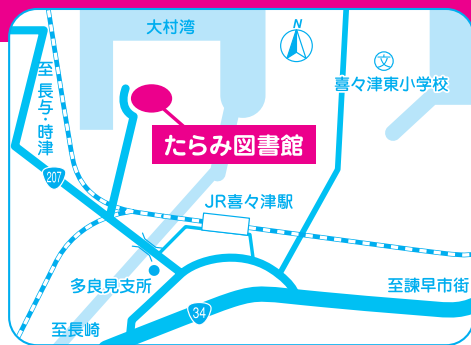 大村湾
N
文
喜々津東小学校
至長与・時津
たらみ図書館
207
JR喜々津駅
多良見支所
至諫早市街
34
至長崎